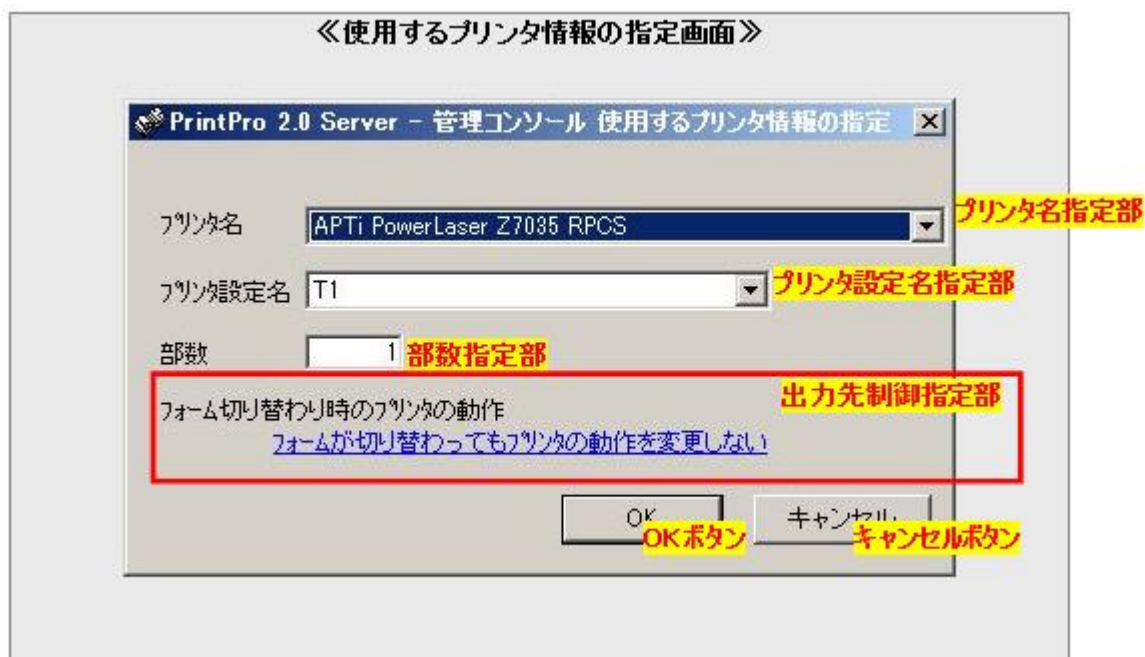 ≪使用するプリンタ情報の指定画面≫
PrintPro 2.0 Server - 管理コンソール 使用するプリンタ情報の指定
プリンタ名 APTi PowerLaser Z7035 RPCS プリンタ名指定部
プリンタ設定名 T1 プリンタ設定名指定部
部数 1 部数指定部
出力先制御指定部
フォーム切り替わり時のプリンタの動作
フォームが切り替わってもプリンタの動作を変更しない
OK キャンセル
OKボタン キャンセルボタン